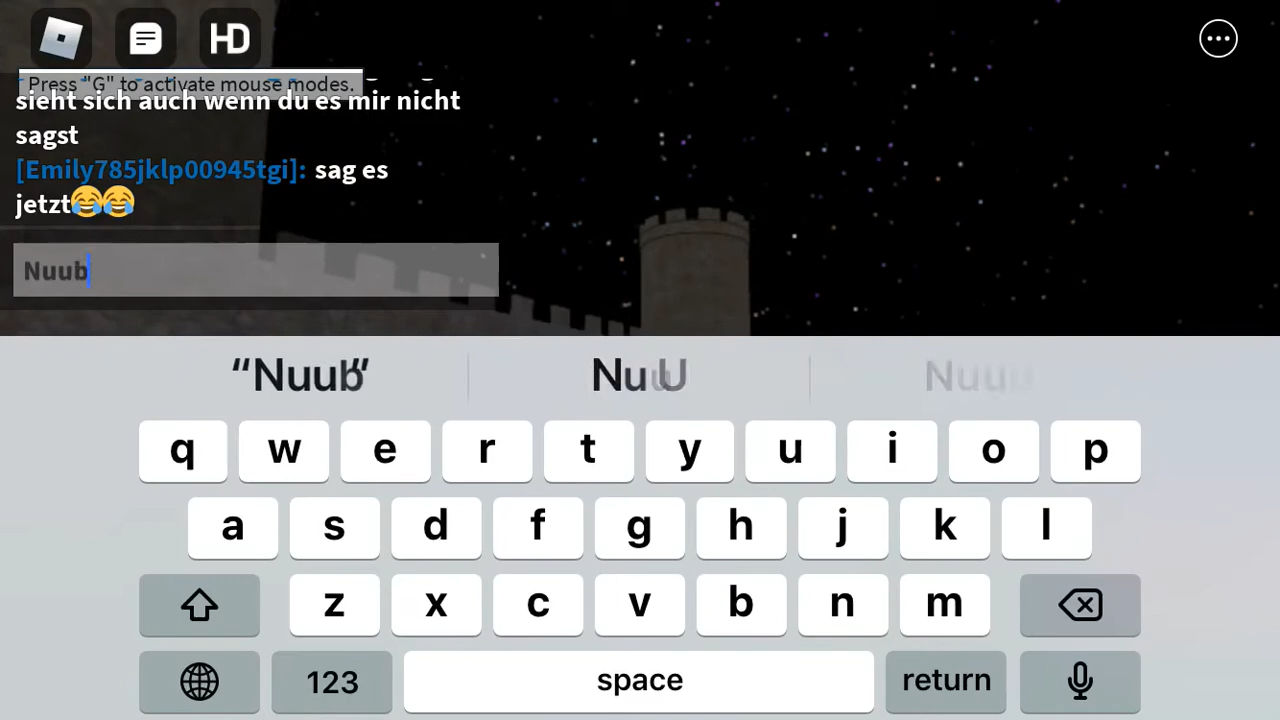 HD
Press "G" to activate mouse modes.
sieht sich auch wenn du es mir nicht
sagst
[Emily785jklp00945tgi]: sag es
jetzt😂😂
Nuub
“Nuub”
q w e r t y u i o p
a s d f g h j k l
z x c v b n m
123 space return